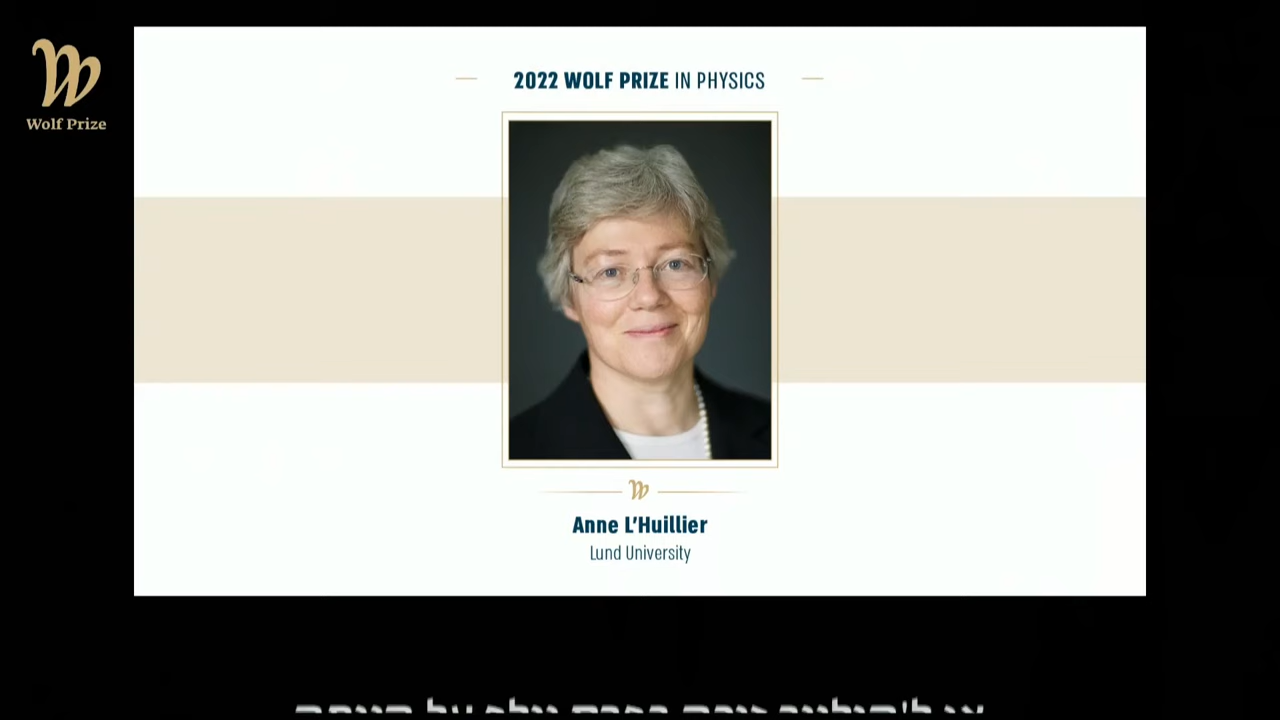 Wolf Prize
2022 WOLF PRIZE IN PHYSICS
Anne L'Huillier
Lund University